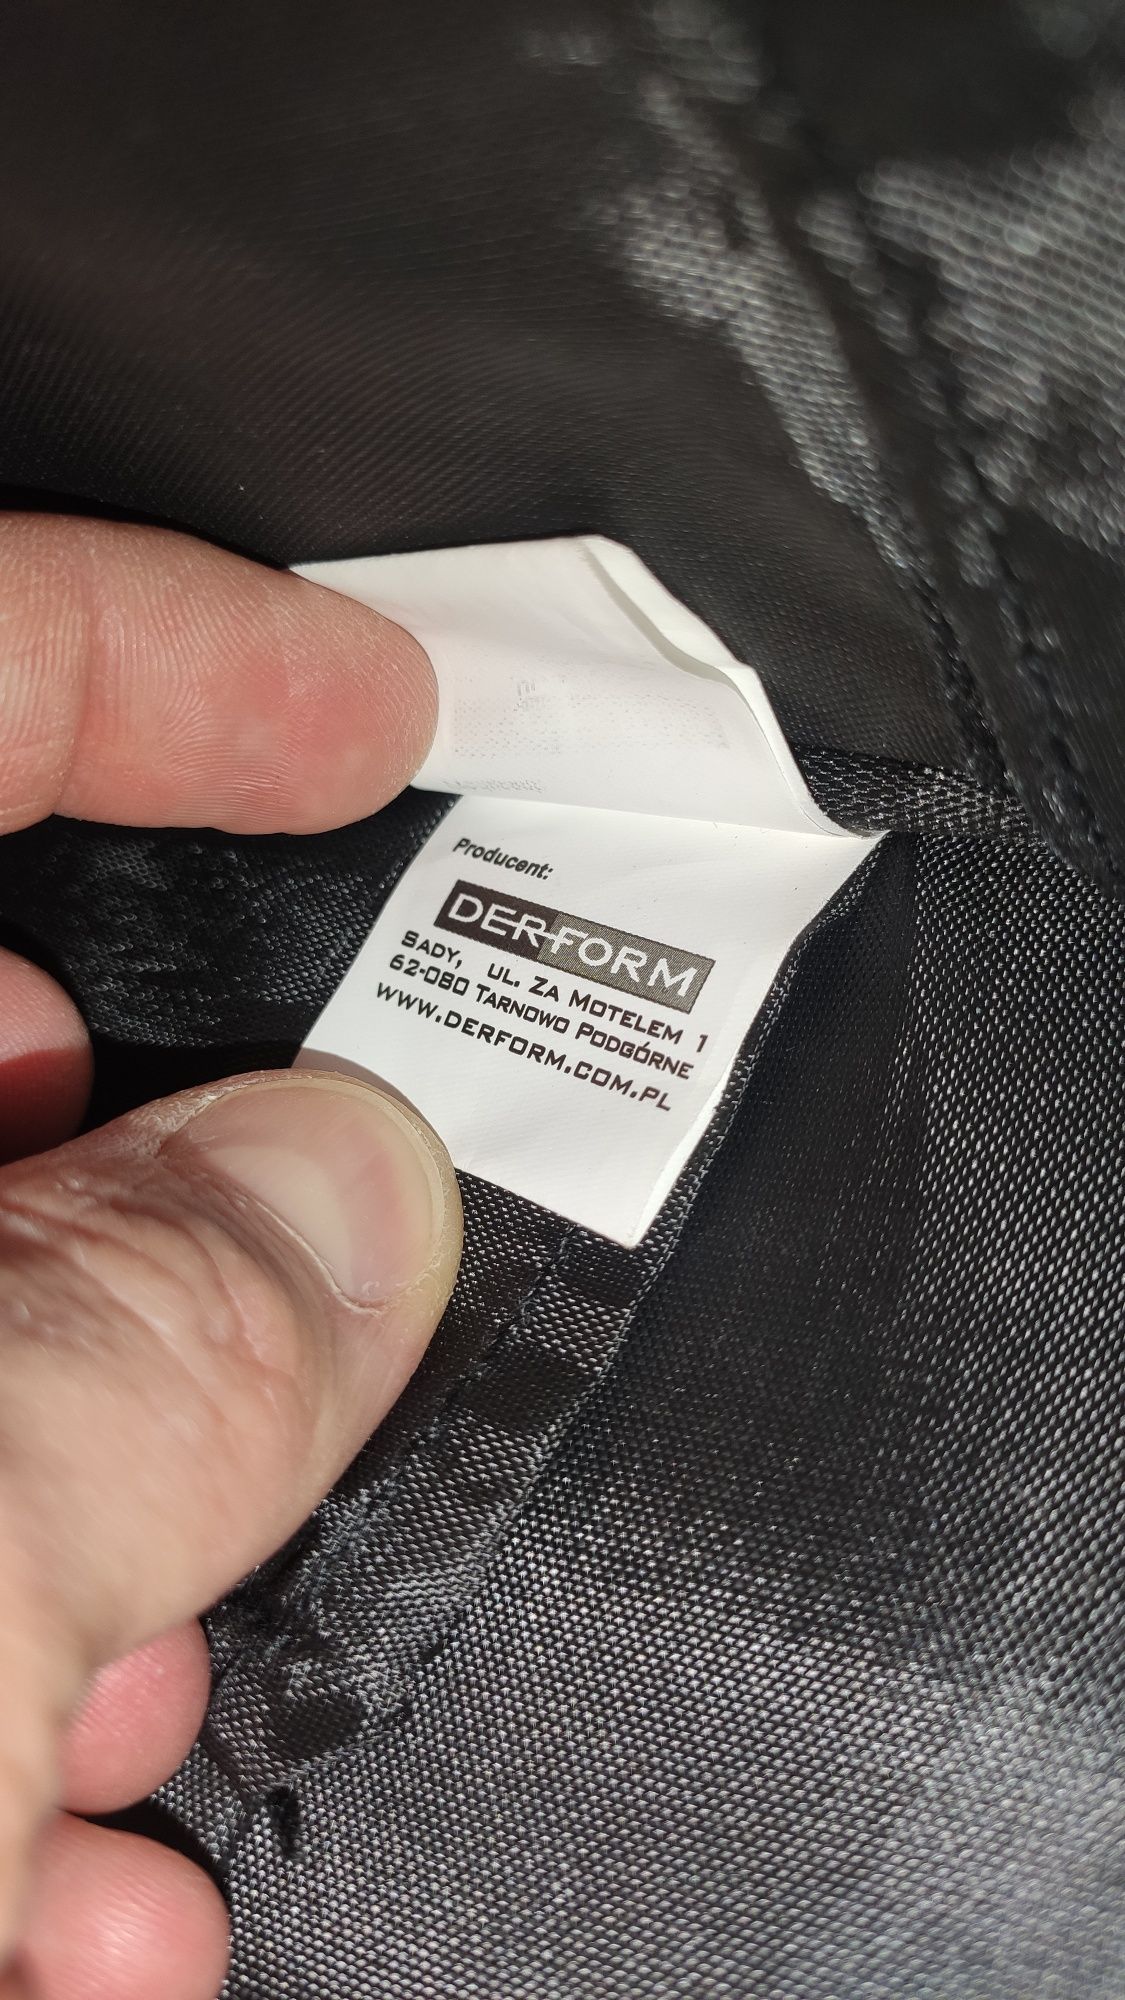 Producent:
DERFORM
SADY, UL. ZA MOTELEM 1
62-080 TARNOWO PODGÓRNE
WWW.DERFORM.COM.PL